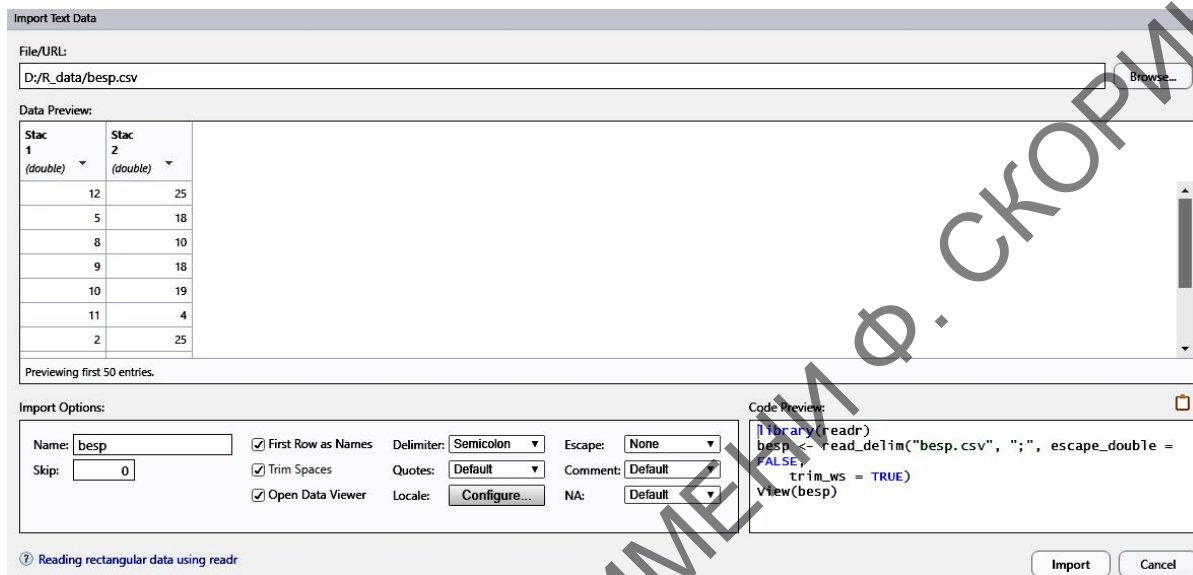 Import Text Data
File/URL:
D:/R_data/besp.csv
Browse...
Data Preview:
Stac
1
(double)
Stac
2
(double)
12 25
5 18
8 10
9 18
10 19
11 4
2 25
Previewing first 50 entries.
Import Options:
Name: besp
Skip: 0
First Row as Names
Trim Spaces
Open Data Viewer
Delimiter: Semicolon
Quotes: Default
Locale: Configure...
Escape: None
Comment: Default
NA: Default
Code Preview:
library(readr)
besp <- read_delim("besp.csv", ";", escape_double =
FALSE,
trim_ws = TRUE)
View(besp)
? Reading rectangular data using readr
Import
Cancel
ИМЕНИ Ф. СКОРИ